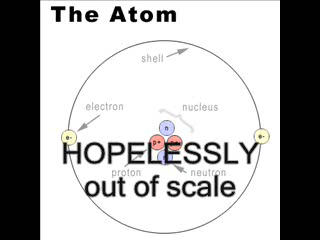 The Atom
shell
electron
nucleus
n
e-
p+
e-
HOPELESSLY
proton
neutron
out of scale